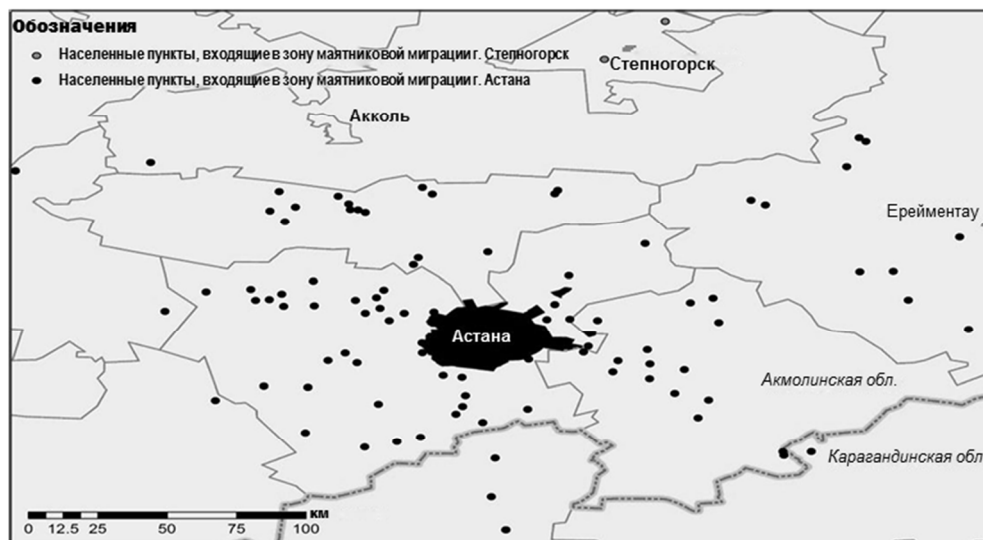 Обозначения
Населенные пункты, входящие в зону маятниковой миграции г. Степногорск
Населенные пункты, входящие в зону маятниковой миграции г. Астана
Степногорск
Акколь
Ерейментау
Астана
Акмолинская обл.
Карагандинская обл
км
0 12.5 25 50 75 100